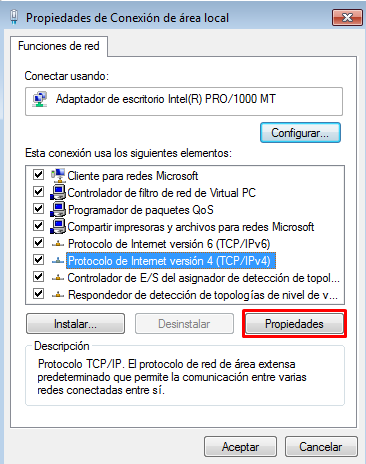 Propiedades de Conexión de área local
Funciones de red
Conectar usando:
Adaptador de escritorio Intel(R) PRO/1000 MT
Configurar...
Esta conexión usa los siguientes elementos:
Cliente para redes Microsoft
Controlador de filtro de red de Virtual PC
Programador de paquetes QoS
Compartir impresoras y archivos para redes Microsoft
Protocolo de Internet versión 6 (TCP/IPv6)
Protocolo de Internet versión 4 (TCP/IPv4)
Controlador de E/S del asignador de detección de topol...
Respondedor de detección de topologías de nivel de v...
Instalar... Desinstalar Propiedades
Descripción
Protocolo TCP/IP. El protocolo de red de área extensa
predeterminado que permite la comunicación entre varias
redes conectadas entre sí.
Aceptar Cancelar